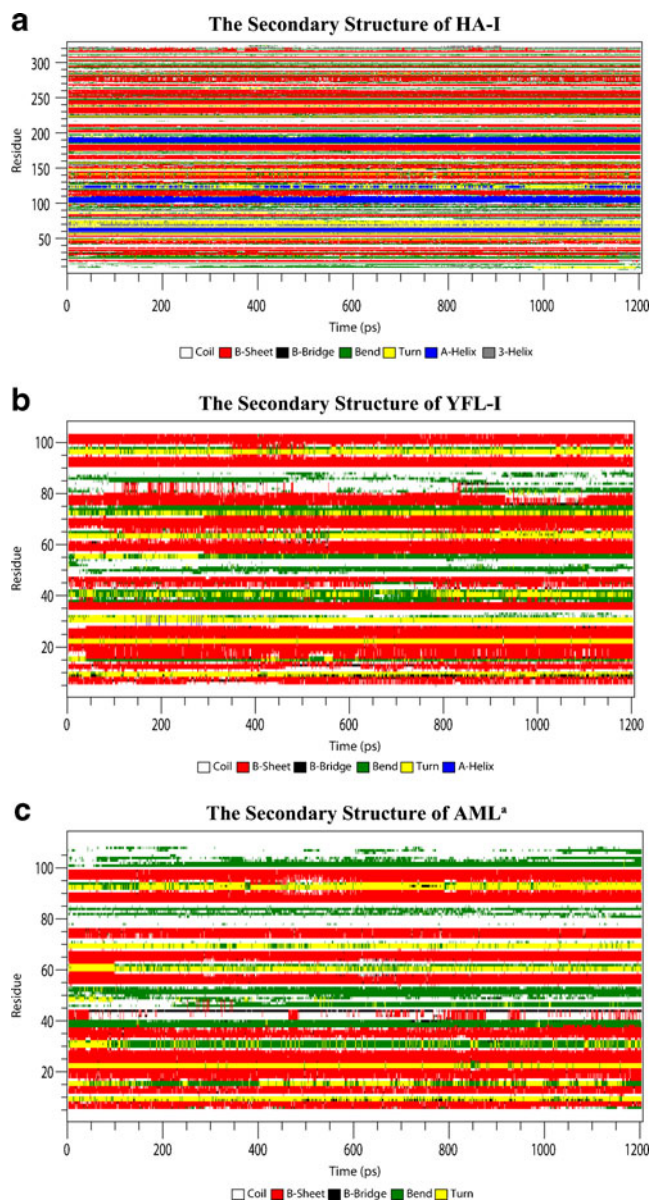 a
The Secondary Structure of HA-I
300
250
200
150
100
50
Residue
0 200 400 600 800 1000 1200
Time (ps)
Coil B-Sheet B-Bridge Bend Turn A-Helix 3-Helix
b
The Secondary Structure of YFL-I
100
80
60
40
20
Residue
0 200 400 600 800 1000 1200
Time (ps)
Coil B-Sheet B-Bridge Bend Turn A-Helix
c
The Secondary Structure of AMLª
100
80
60
40
20
Residue
0 200 400 600 800 1000 1200
Time (ps)
Coil B-Sheet B-Bridge Bend Turn